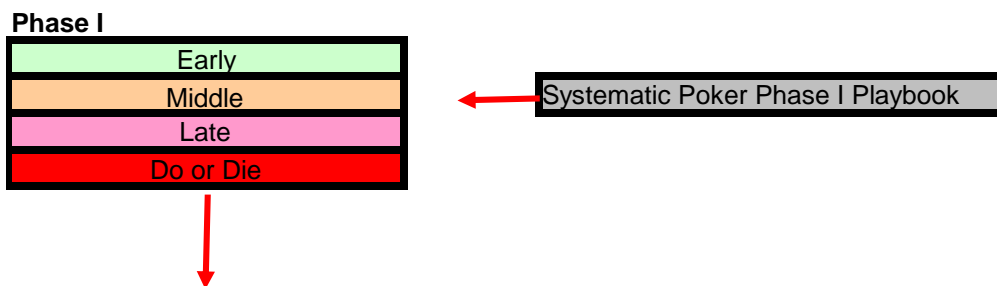 Phase I
Early
Middle
Systematic Poker Phase I Playbook
Late
Do or Die